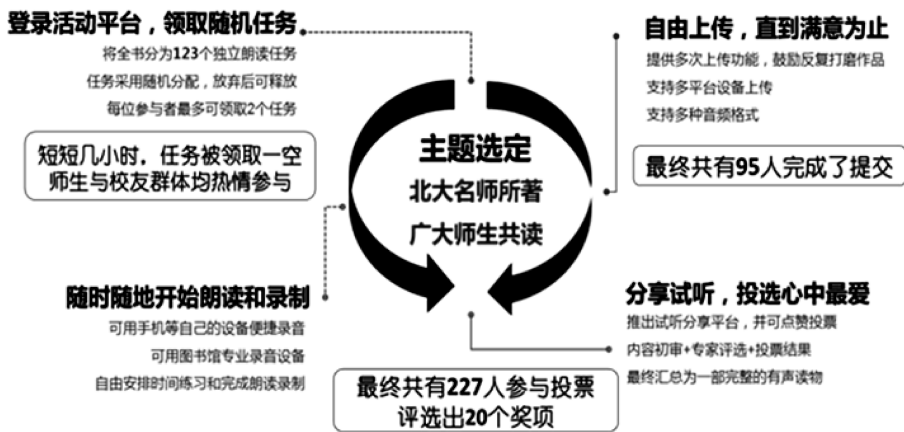 登录活动平台，领取随机任务
将全书分为123个独立朗读任务
任务采用随机分配，放弃后可释放
每位参与者最多可领取2个任务
短短几小时，任务被领取一空
师生与校友群体均热情参与
随时随地开始朗读和录制
可用手机等自己的设备便捷录音
可用图书馆专业录音设备
自由安排时间练习和完成朗读录制
主题选定
北大名师所著
广大师生共读
自由上传，直到满意为止
提供多次上传功能，鼓励反复打磨作品
支持多平台设备上传
支持多种音频格式
最终共有95人完成了提交
分享试听，投选心中最爱
推出试听分享平台，并可点赞投票
内容初审+专家评选+投票结果
最终汇总为一部完整的有声读物
最终共有227人参与投票
评选出20个奖项